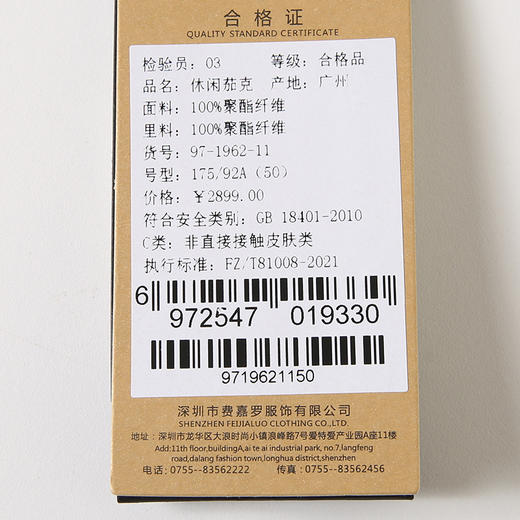 合格证
QUALITY STANDARD CERTIFICATE
检验员：03 等级：合格品
品名：休闲茄克 产地：广州
面料：100%聚酯纤维
里料：100%聚酯纤维
货号：97-1962-11
号型：175/92A（50）
价格：￥2899.00
符合安全类别：GB 18401-2010
C类：非直接接触皮肤类
执行标准：FZ/T81008-2021
6 972547 019330
9719621150
深圳市费嘉罗服饰有限公司
SHENZHEN FEIJIALUO CLOTHING CO.,LTD.
地址：深圳市龙华区大浪时尚小镇浪峰路7号爱特爱产业园A座11楼
Add:11th floor,buildingA,ai te ai industrial park, no.7,langfeng
road,dalang fashion town,longhua district,shenzhen
电话:0755--83562222 传真:0755--83562456